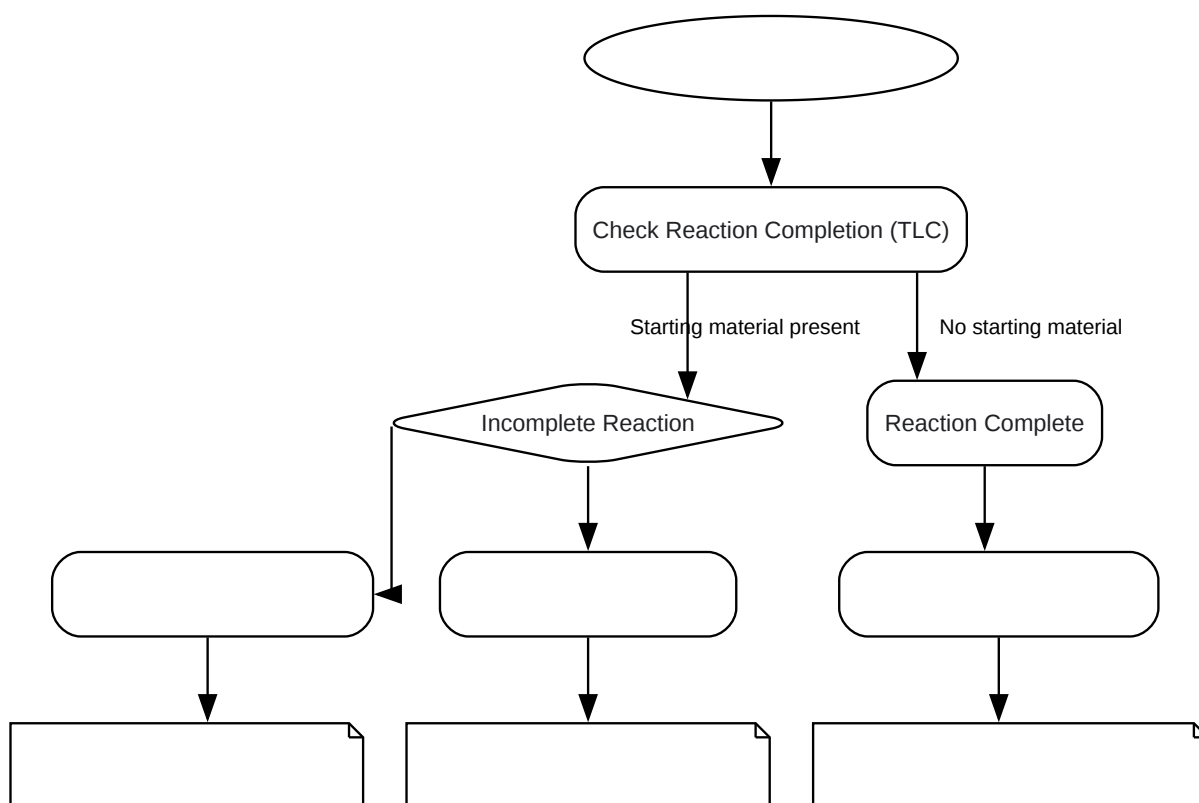 Check Reaction Completion (TLC)
Starting material present
No starting material
Incomplete Reaction
Reaction Complete